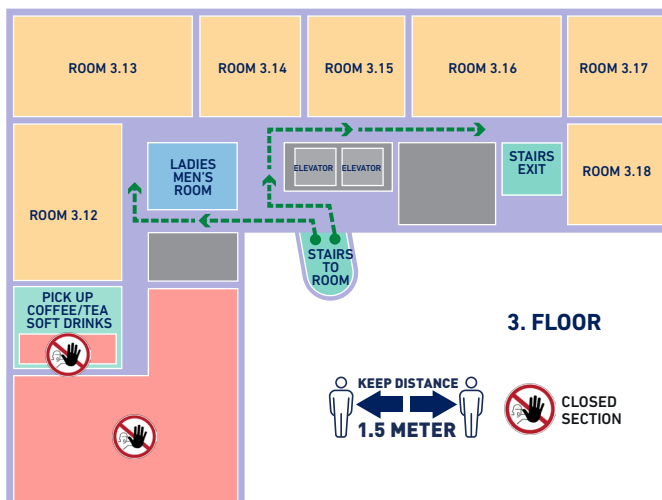 ROOM 3.13
ROOM 3.14
ROOM 3.15
ROOM 3.16
ROOM 3.17
LADIES
MEN'S
ROOM
ELEVATOR
ELEVATOR
STAIRS
EXIT
ROOM 3.18
ROOM 3.12
STAIRS
TO
ROOM
PICK UP
COFFEE/TEA
SOFT DRINKS
3. FLOOR
KEEP DISTANCE
1.5 METER
CLOSED
SECTION